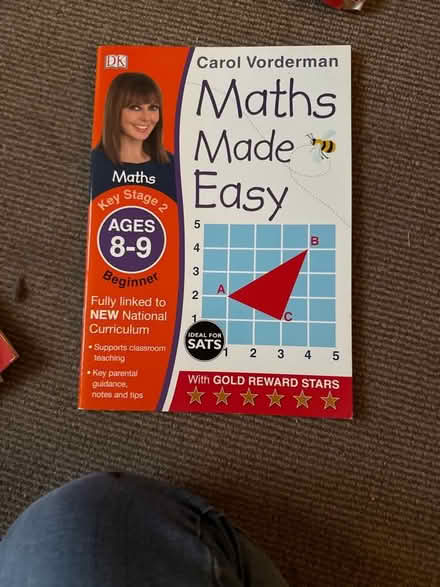 DK
Carol Vorderman
Maths
Made
Easy
Maths
Key Stage 2
AGES
8-9
Beginner
Fully linked to
NEW National
Curriculum
• Supports classroom
teaching
• Key parental
guidance,
notes and tips
5
4
3
2
1
A
B
C
1 2 3 4 5
IDEAL FOR
SATS
With GOLD REWARD STARS